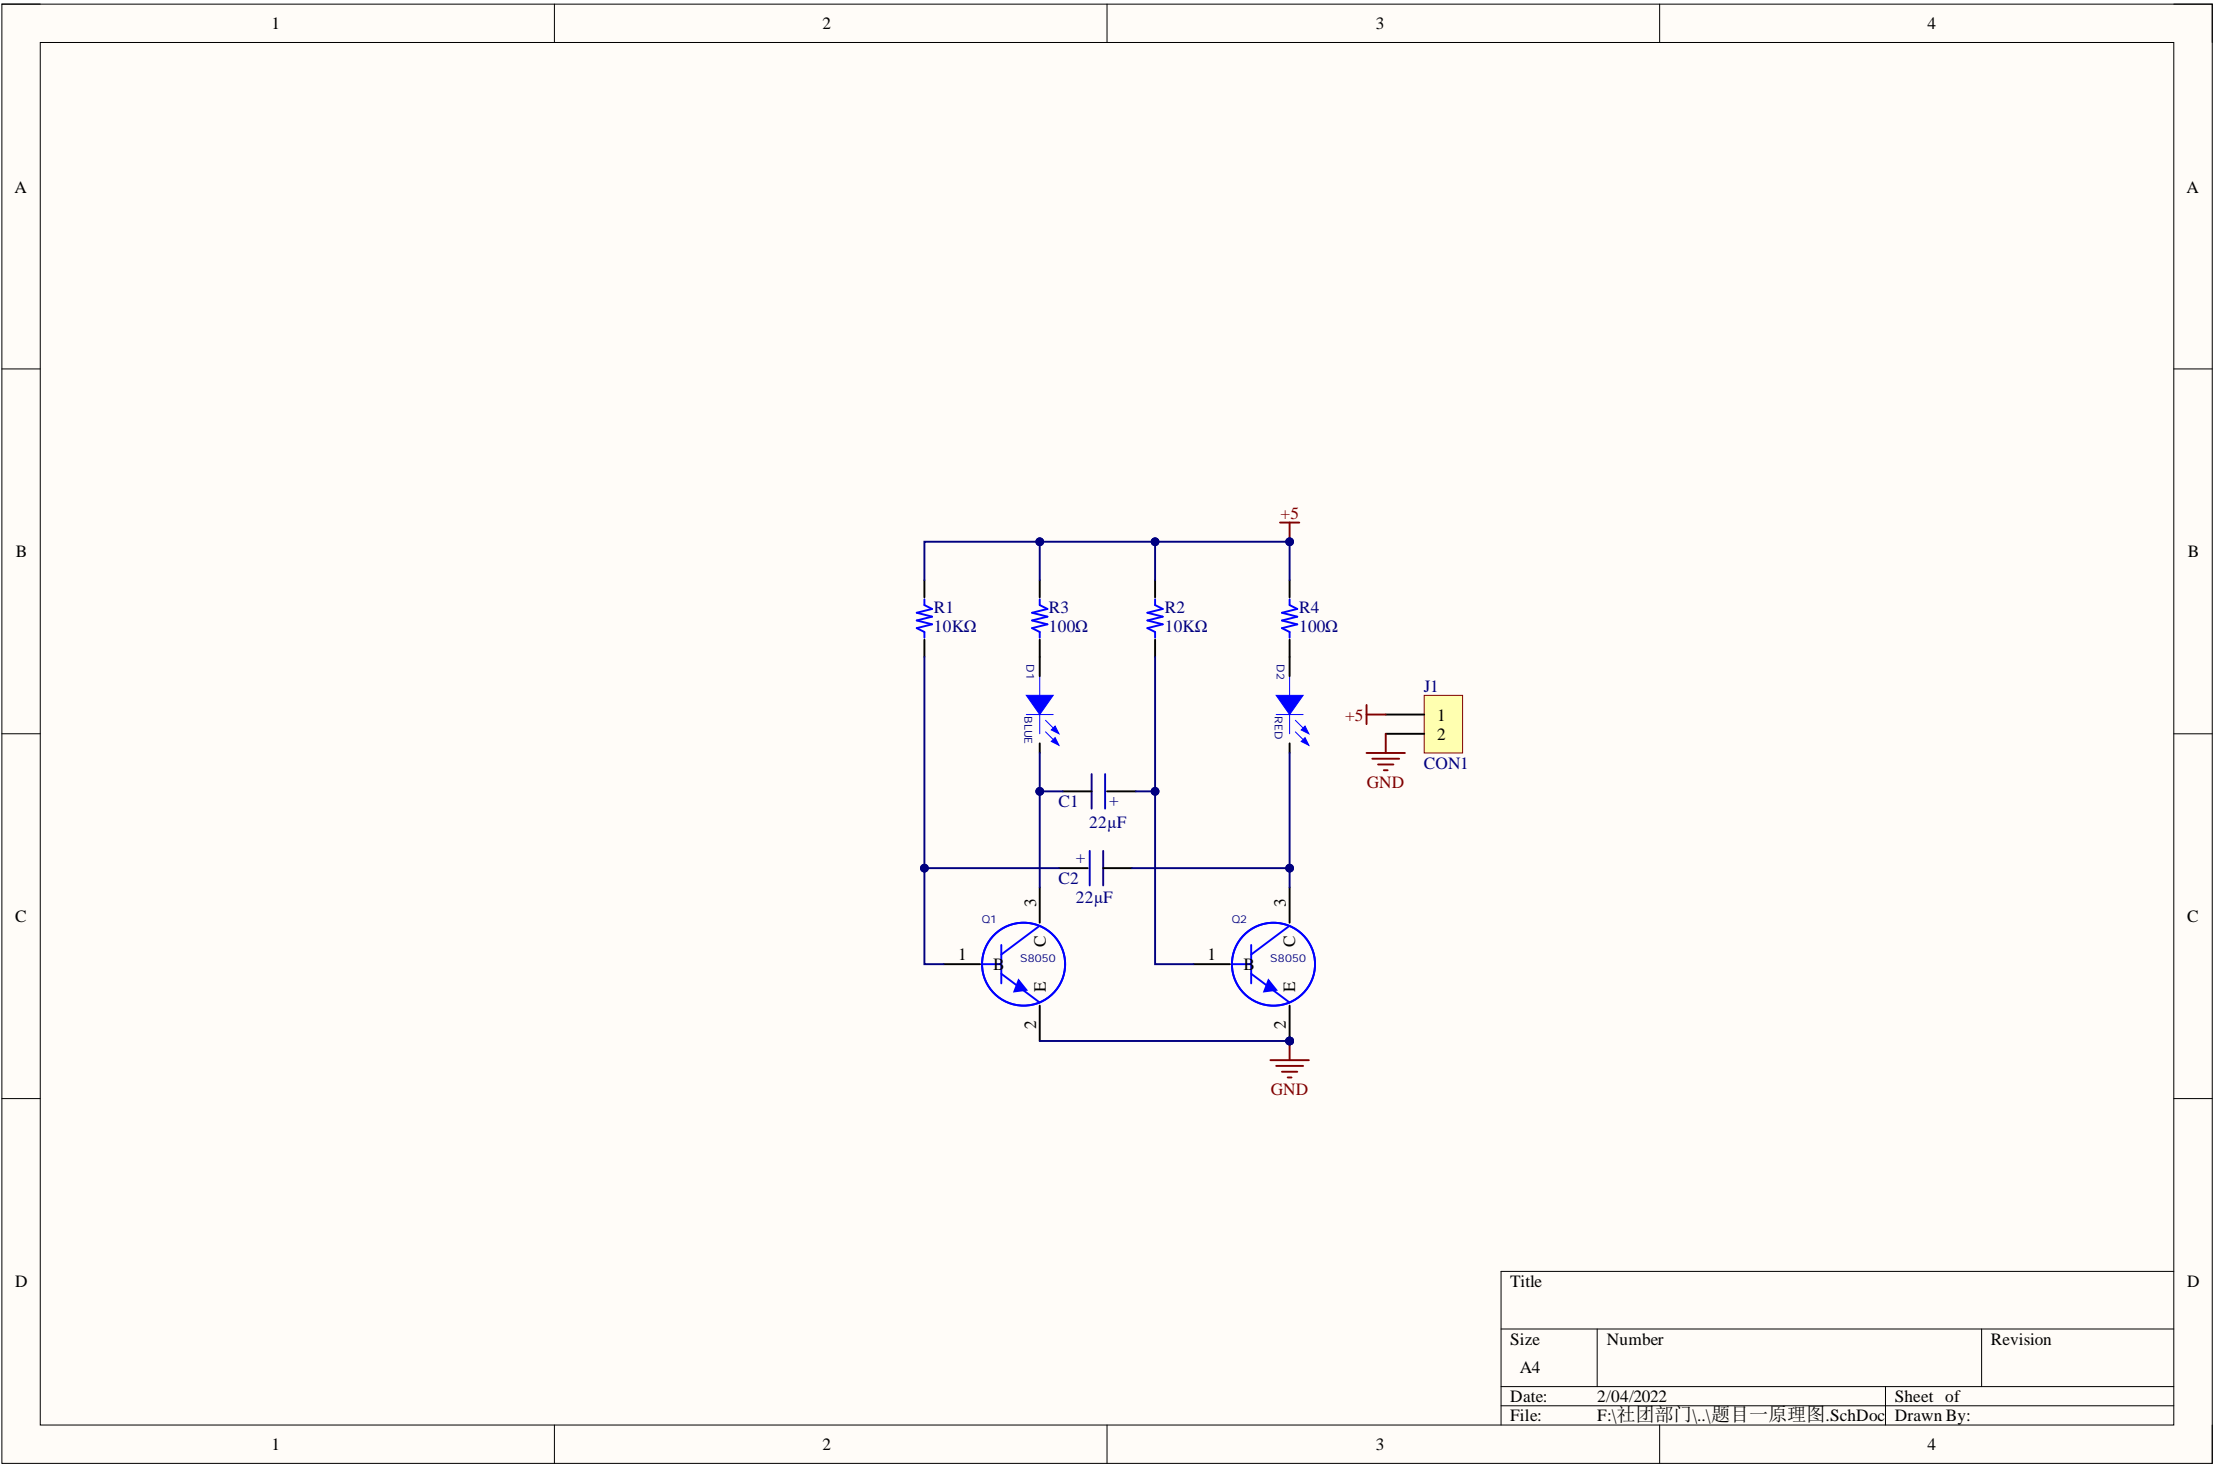 1 2 3 4
A A
B B
C C
D D
+5
R1
10KΩ
R3
100Ω
R2
10KΩ
R4
100Ω
D1
BLUE
D2
RED
J1
+5
1
2
CON1
GND
C1
+
22μF
+
C2
22μF
Q1
3
C
S8050
1
B
E
2
Q2
3
C
S8050
1
B
E
2
GND
Title
Size
A4
Number
Revision
Date: 2/04/2022 Sheet of
File: F:\社团部门\..\题目一原理图.SchDoc Drawn By:
1 2 3 4